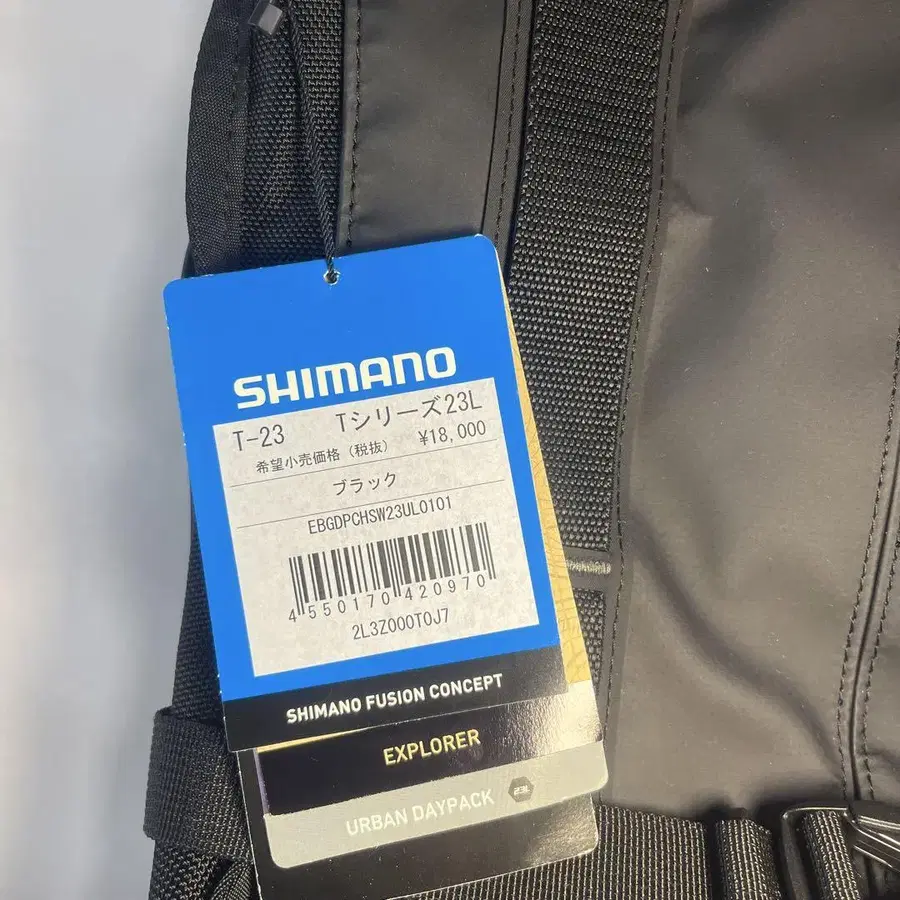 SHIMANO
T-23 Tシリーズ23L
希望小売価格（税抜） ¥18,000
ブラック
EBGDPCHSW23UL0101
4 550170 420970
2L3Z000T0J7
SHIMANO FUSION CONCEPT
EXPLORER
URBAN DAYPACK 23L